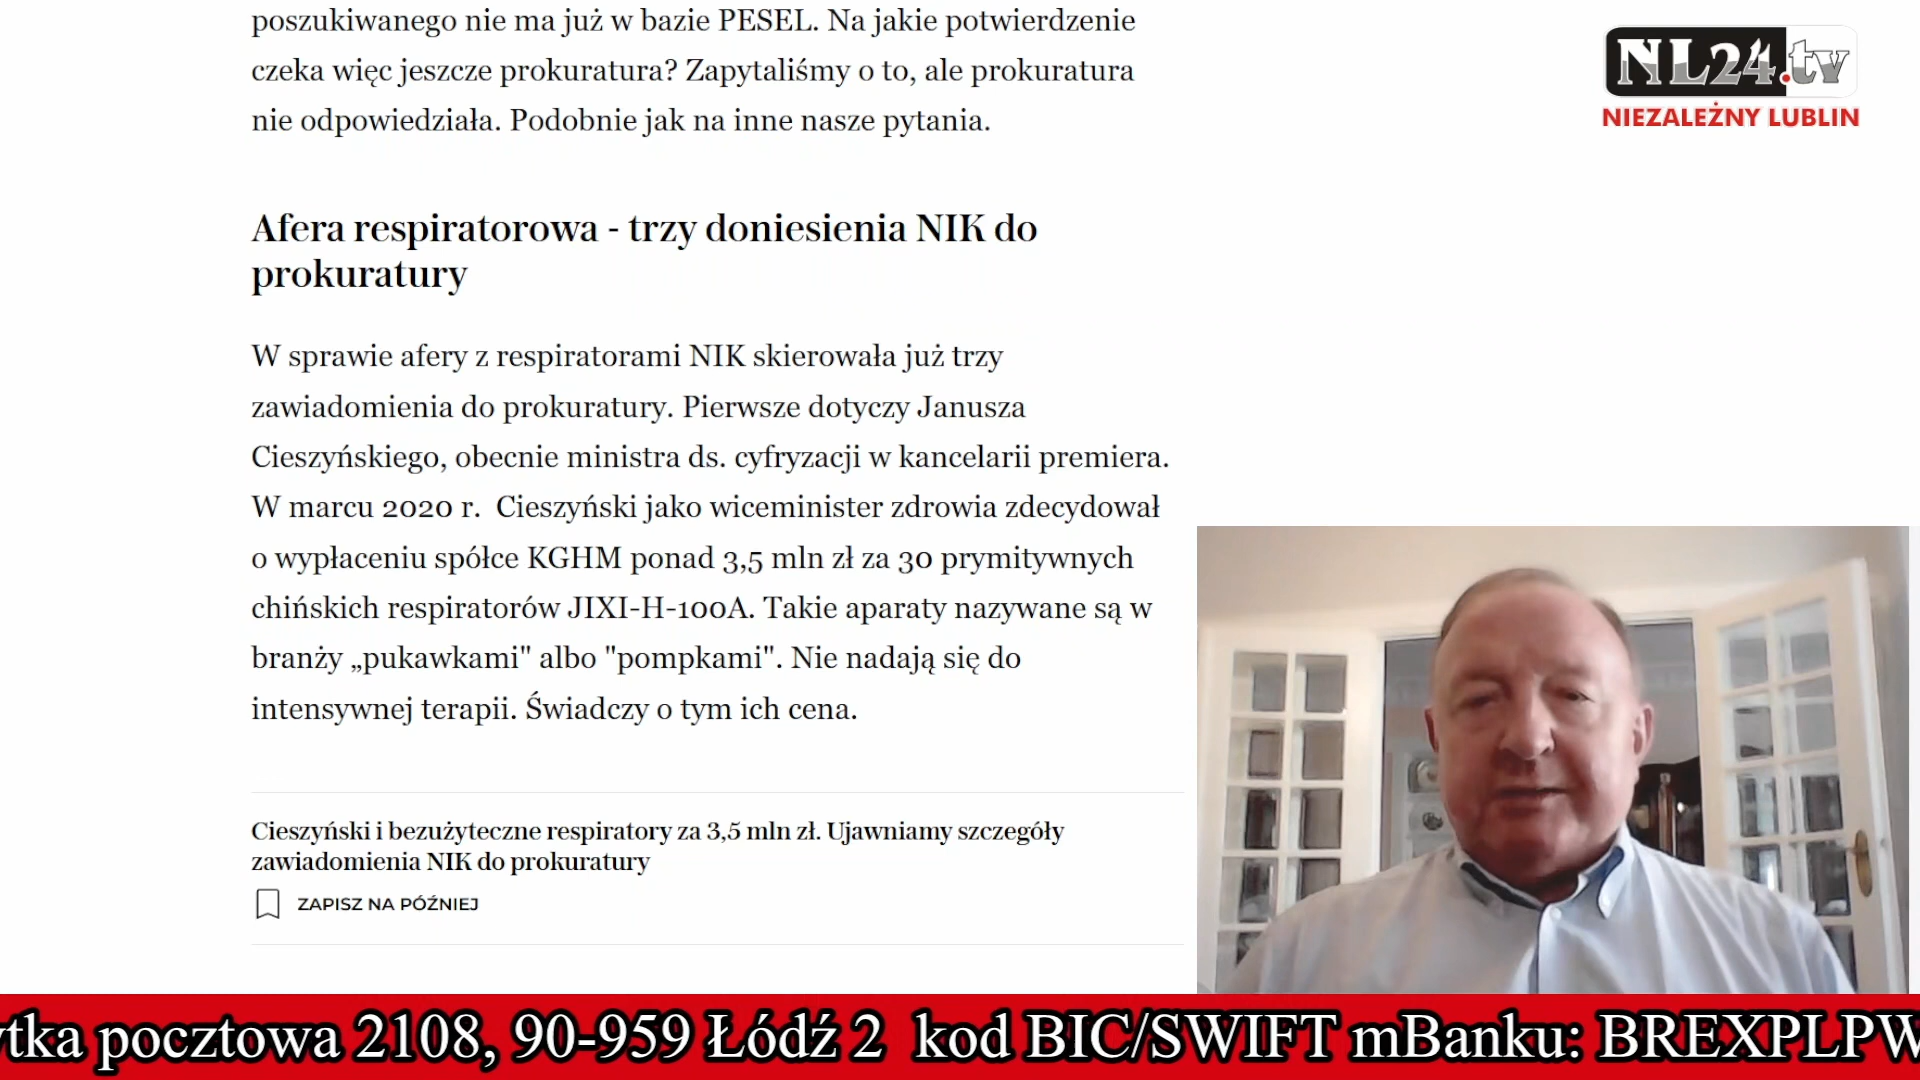 poszukiwanego nie ma już w bazie PESEL. Na jakie potwierdzenie
czeka więc jeszcze prokuratura? Zapytaliśmy o to, ale prokuratura
nie odpowiedziała. Podobnie jak na inne nasze pytania.
NL24.tv
NIEZALEŻNY LUBLIN
Afera respiratorowa - trzy doniesienia NIK do
prokuratury
W sprawie afery z respiratorami NIK skierowała już trzy
zawiadomienia do prokuratury. Pierwsze dotyczy Janusza
Cieszyńskiego, obecnie ministra ds. cyfryzacji w kancelarii premiera.
W marcu 2020 r.  Cieszyński jako wiceminister zdrowia zdecydował
o wypłaceniu spółce KGHM ponad 3,5 mln zł za 30 prymitywnych
chińskich respiratorów JIXI-H-100A. Takie aparaty nazywane są w
branży „pukawkami" albo "pompkami". Nie nadają się do
intensywnej terapii. Świadczy o tym ich cena.
Cieszyński i bezużyteczne respiratory za 3,5 mln zł. Ujawniamy szczegóły
zawiadomienia NIK do prokuratury
ZAPISZ NA PÓŹNIEJ
ytka pocztowa 2108, 90-959 Łódź 2  kod BIC/SWIFT mBanku: BREXPLPW